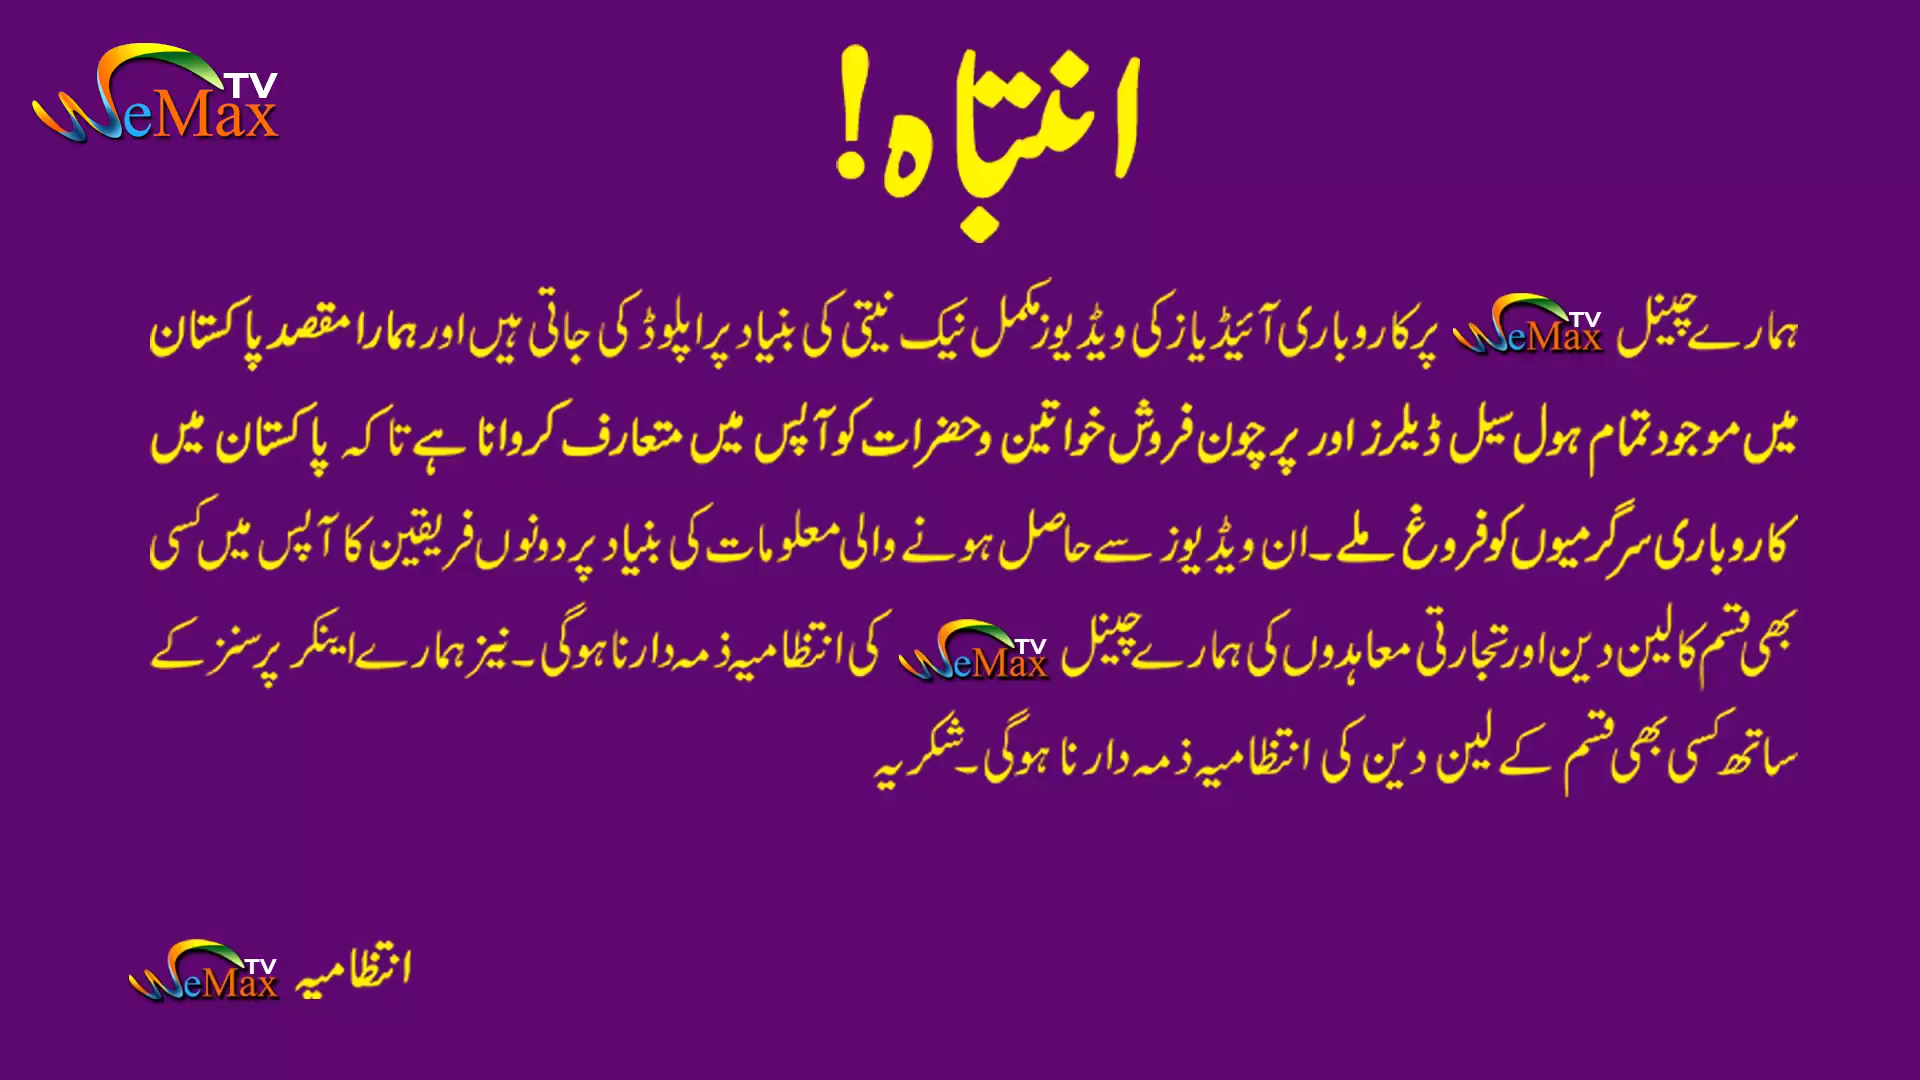 WeMax TV
انتباہ!
ہمارے چینل WeMax TV پر کاروباری آئیڈیاز کی ویڈیوز مکمل نیک نیتی کی بنیاد پر اپلوڈ کی جاتی ہیں اور ہمارا مقصد پاکستان
میں موجود تمام ہول سیل ڈیلرز اور پرچون فروش خواتین و حضرات کو آپس میں متعارف کروانا ہے تا کہ پاکستان میں
کاروباری سرگرمیوں کو فروغ ملے۔ ان ویڈیوز سے حاصل ہونے والی معلومات کی بنیاد پر دونوں فریقین کا آپس میں کسی
بھی قسم کا لین دین اور تجارتی معاہدوں کی ہمارے چینل WeMax TV کی انتظامیہ ذمہ دار نا ہوگی۔ نیز ہمارے اینکر پرسنز کے
ساتھ کسی بھی قسم کے لین دین کی انتظامیہ ذمہ دار نا ہوگی۔ شکریہ
انتظامیہ WeMax TV